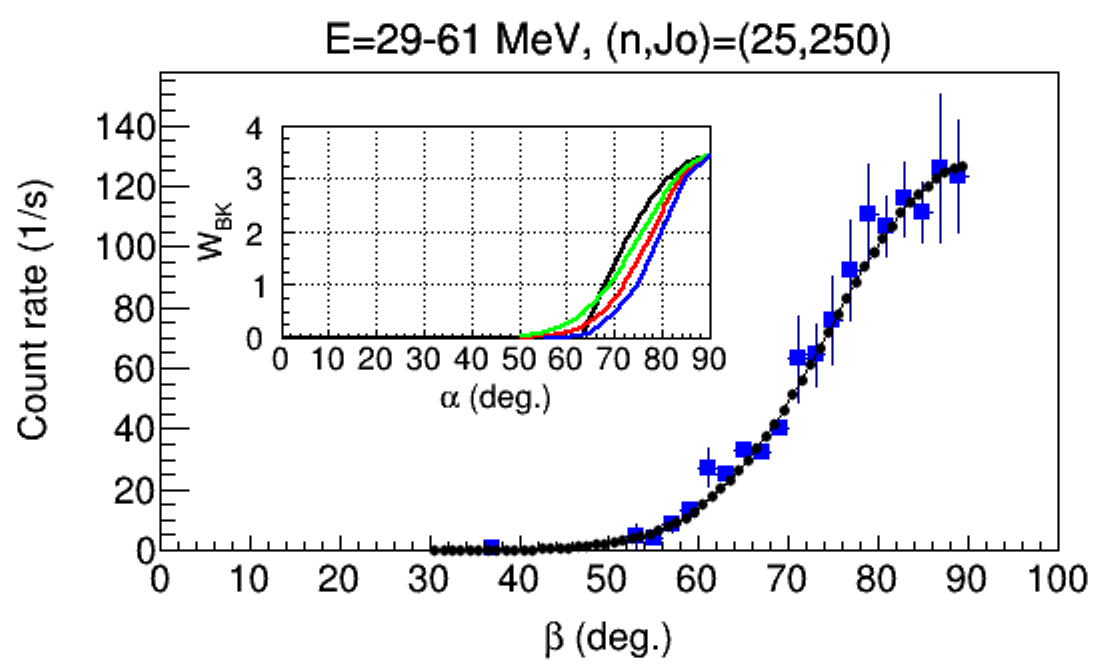 E=29-61 MeV, (n,Jo)=(25,250)
Count rate (1/s)
140
120
100
80
60
40
20
0
0 10 20 30 40 50 60 70 80 90 100
β (deg.)
W_BK
4
3
2
1
0
0 10 20 30 40 50 60 70 80 90
α (deg.)